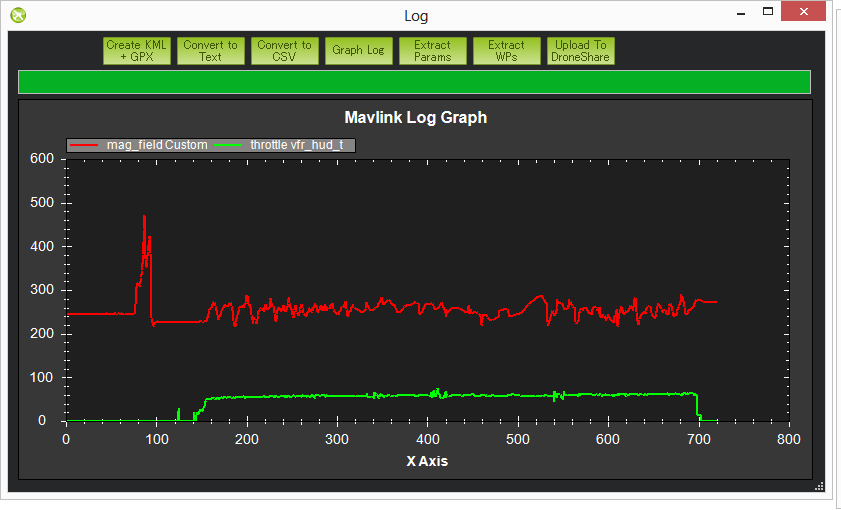 Log
Create KML
+ GPX
Convert to
Text
Convert to
CSV
Graph Log
Extract
Params
Extract
WPs
Upload To
DroneShare
Mavlink Log Graph
mag_field Custom
throttle vfr_hud_t
600
500
400
300
200
100
0
0 100 200 300 400 500 600 700 800
X Axis